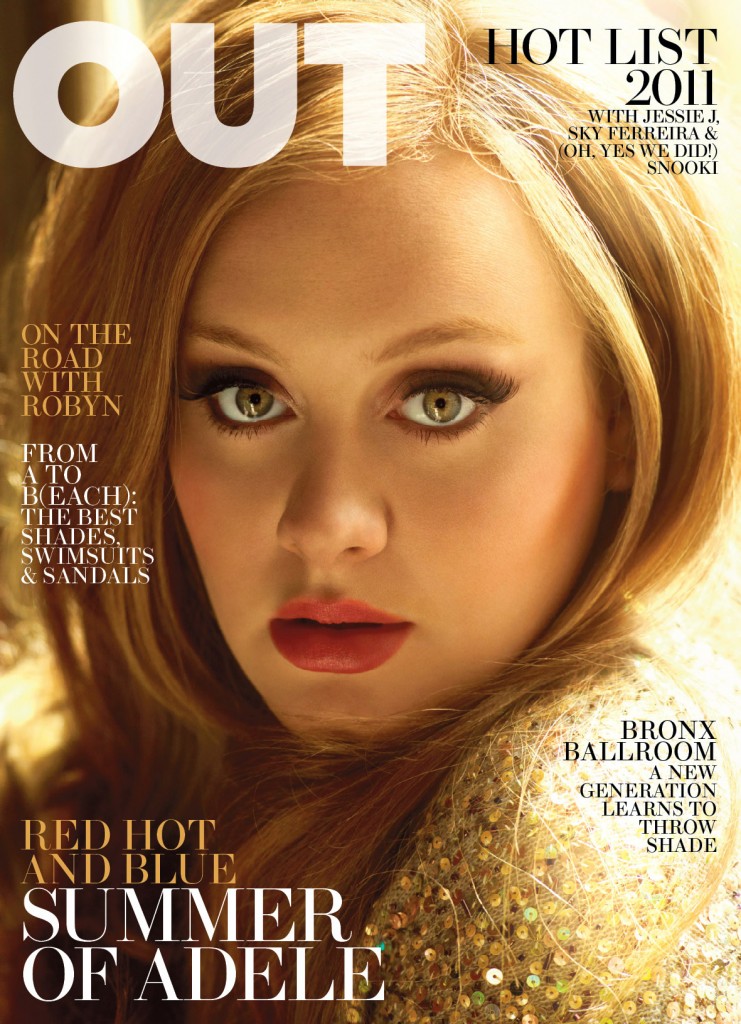 OUT
HOT LIST
2011
WITH JESSIE J,
SKY FERREIRA &
(OH, YES WE DID!)
SNOOKI
ON THE
ROAD
WITH
ROBYN
FROM
A TO
B(EACH):
THE BEST
SHADES,
SWIMSUITS
& SANDALS
BRONX
BALLROOM
A NEW
GENERATION
LEARNS TO
THROW
SHADE
RED HOT
AND BLUE
SUMMER
OF ADELE